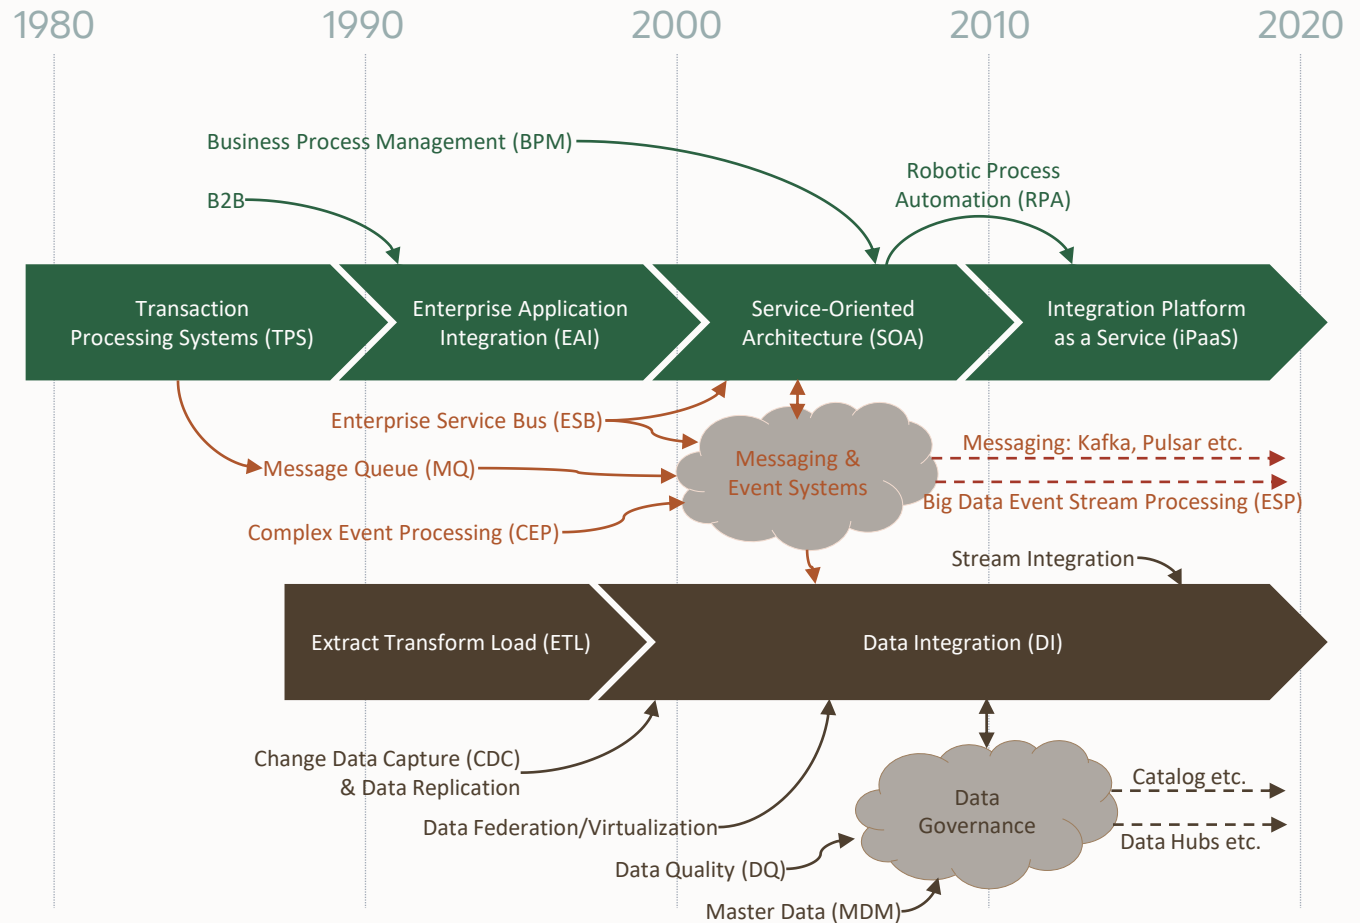 1980
1990
2000
2010
2020
Business Process Management (BPM)
Robotic Process
Automation (RPA)
B2B
Transaction
Processing Systems (TPS)
Enterprise Application
Integration (EAI)
Service-Oriented
Architecture (SOA)
Integration Platform
as a Service (iPaaS)
Enterprise Service Bus (ESB)
Message Queue (MQ)
Complex Event Processing (CEP)
Messaging &
Event Systems
Messaging: Kafka, Pulsar etc.
Big Data Event Stream Processing (ESP)
Stream Integration
Extract Transform Load (ETL)
Data Integration (DI)
Change Data Capture (CDC)
& Data Replication
Data Federation/Virtualization
Data Quality (DQ)
Master Data (MDM)
Data
Governance
Catalog etc.
Data Hubs etc.